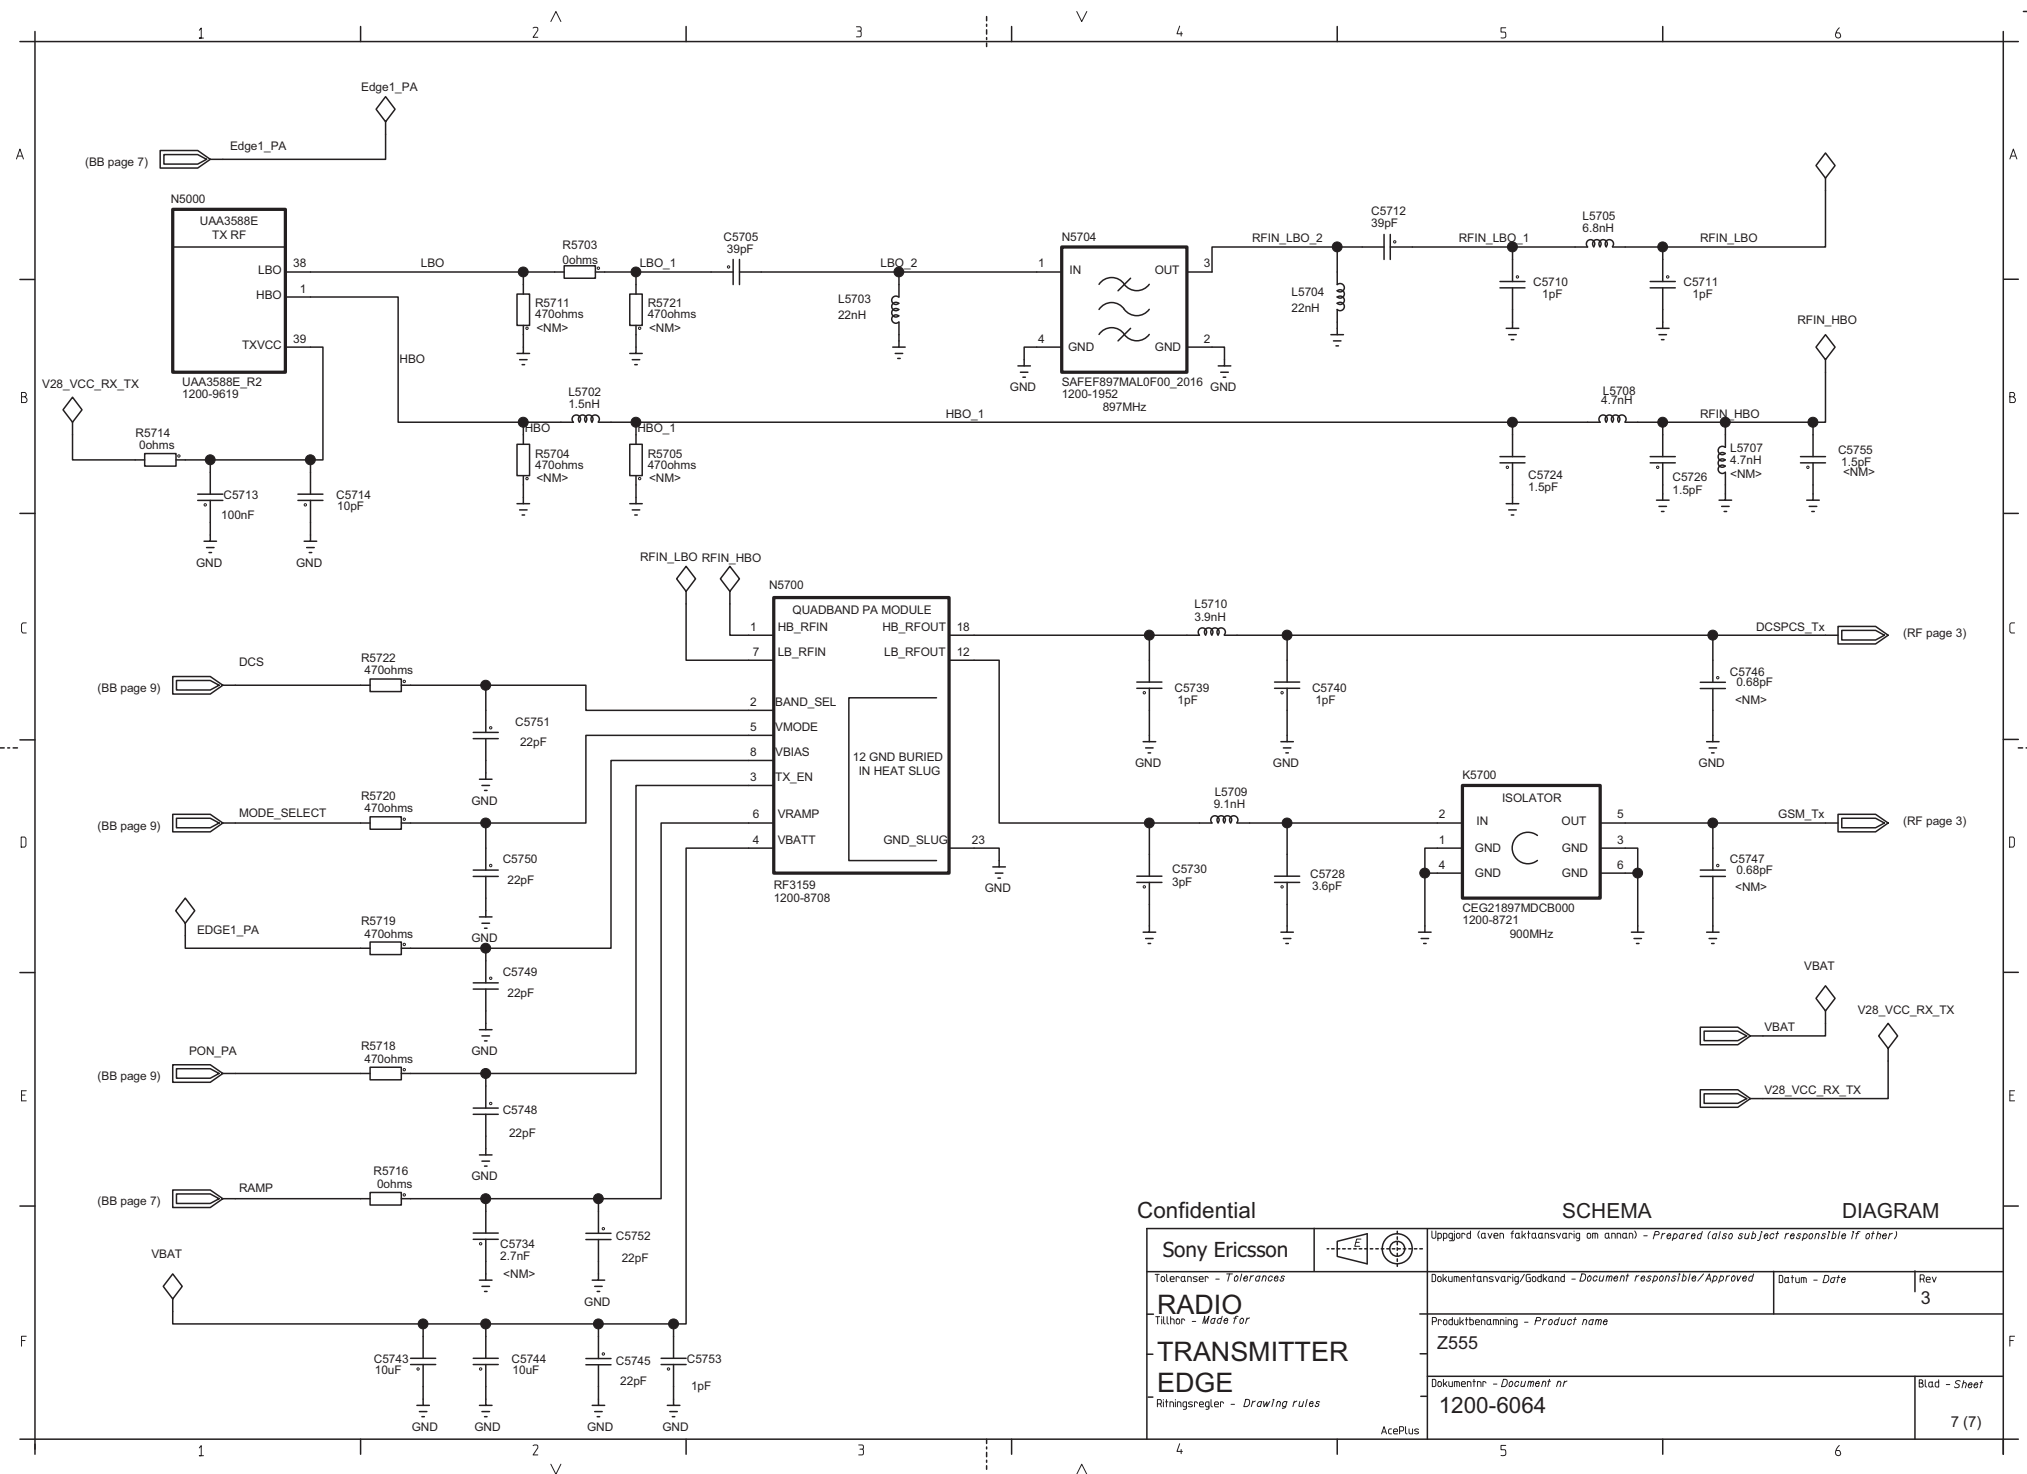 1 2 3 4 5 6
A A
B B
C C
D D
E E
F F
Edge1_PA
Edge1_PA
(BB page 7)
N5000
UAA3588E
TX RF
LBO 38
HBO 1
TXVCC 39
UAA3588E_R2
1200-9619
LBO
HBO
R5703
0ohms
LBO_1
C5705
39pF
LBO_2
R5711
470ohms
<NM>
R5721
470ohms
<NM>
L5703
22nH
N5704
1 IN OUT 3
4 GND GND 2
GND GND
SAFEF897MAL0F00_2016
1200-1952
897MHz
RFIN_LBO_2
C5712
39pF
RFIN_LBO_1
L5705
6.8nH
RFIN_LBO
L5704
22nH
C5710
1pF
C5711
1pF
RFIN_HBO
V28_VCC_RX_TX
R5714
0ohms
C5713
100nF
GND
C5714
10pF
GND
L5702
1.5nH
HBO
HBO_1
HBO_1
R5704
470ohms
<NM>
R5705
470ohms
<NM>
L5708
4.7nH
RFIN_HBO
C5724
1.5pF
C5726
1.5pF
L5707
4.7nH
<NM>
C5755
1.5pF
<NM>
RFIN_LBO RFIN_HBO
N5700
QUADBAND PA MODULE
1 HB_RFIN HB_RFOUT 18
7 LB_RFIN LB_RFOUT 12
2 BAND_SEL
5 VMODE
8 VBIAS
3 TX_EN
6 VRAMP
4 VBATT GND_SLUG 23
12 GND BURIED
IN HEAT SLUG
RF3159
1200-8708
GND
(BB page 9)
DCS
R5722
470ohms
C5751
22pF
GND
(BB page 9)
MODE_SELECT
R5720
470ohms
C5750
22pF
GND
EDGE1_PA
R5719
470ohms
C5749
22pF
GND
(BB page 9)
PON_PA
R5718
470ohms
C5748
22pF
GND
(BB page 7)
RAMP
R5716
0ohms
C5734
2.7nF
<NM>
C5752
22pF
GND
VBAT
C5743
10uF
GND
C5744
10uF
GND
C5745
22pF
GND
C5753
1pF
GND
L5710
3.9nH
C5739
1pF
GND
C5740
1pF
GND
DCSPCS_Tx
(RF page 3)
C5746
0.68pF
<NM>
GND
L5709
9.1nH
C5730
3pF
C5728
3.6pF
K5700
ISOLATOR
2 IN OUT 5
1 GND GND 3
4 GND GND 6
CEG21897MDCB000
1200-8721
900MHz
GSM_Tx
(RF page 3)
C5747
0.68pF
<NM>
VBAT
VBAT
V28_VCC_RX_TX
V28_VCC_RX_TX
Confidential SCHEMA DIAGRAM
Sony Ericsson
E
Uppgjord (aven faktaansvarig om annan) - Prepared (also subject responsible if other)
Toleranser - Tolerances
RADIO
Dokumentansvarig/Godkand - Document responsible/Approved
Datum - Date
Rev
3
Tillhor - Made for
TRANSMITTER
EDGE
Produktbenamning - Product name
Z555
Ritningsregler - Drawing rules
AcePlus
Dokumentnr - Document nr
1200-6064
Blad - Sheet
7 (7)
1 2 3 4 5 6